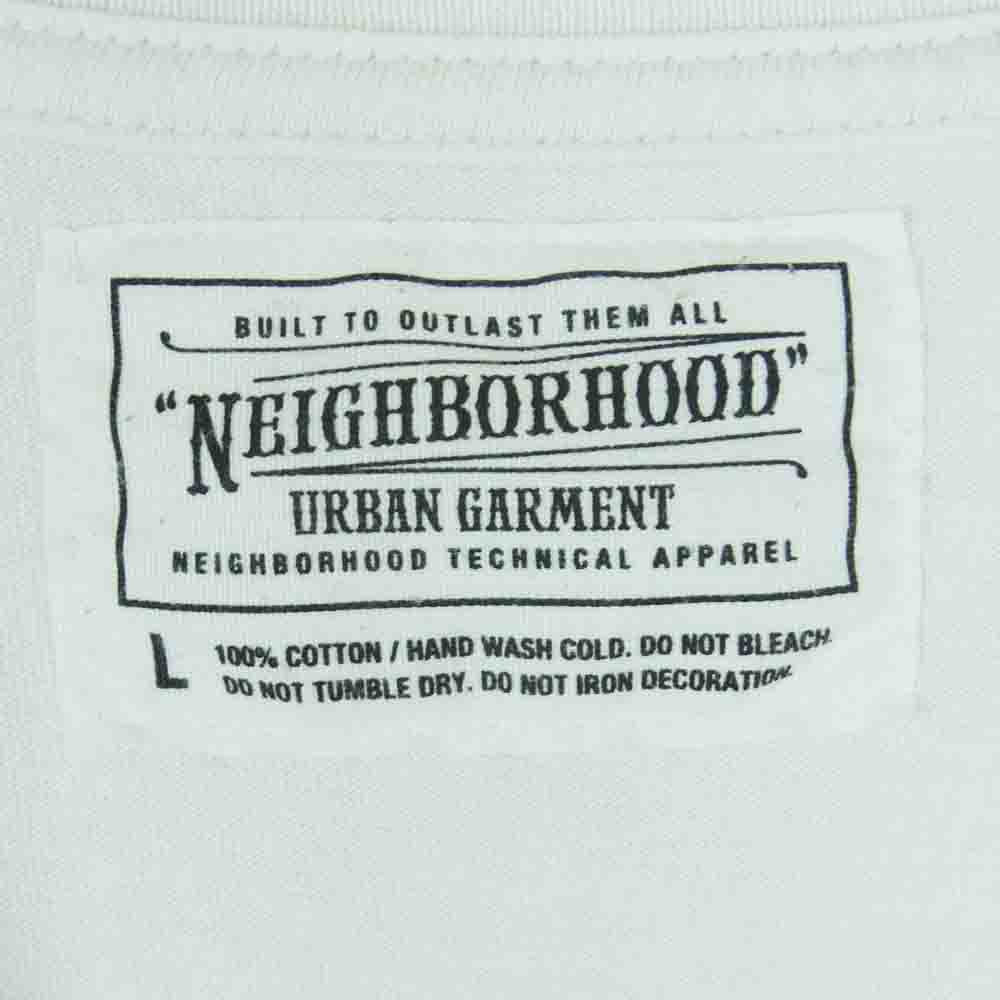 BUILT TO OUTLAST THEM ALL
"NEIGHBORHOOD"
URBAN GARMENT
NEIGHBORHOOD TECHNICAL APPAREL
L 100% COTTON / HAND WASH COLD. DO NOT BLEACH.
DO NOT TUMBLE DRY. DO NOT IRON DECORATION.